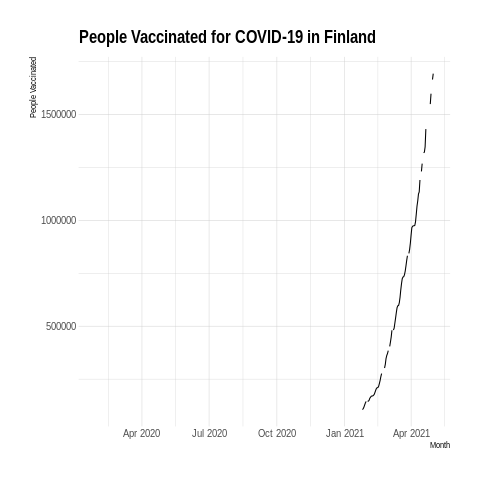 People Vaccinated for COVID-19 in Finland
People Vaccinated
1500000
1000000
500000
Apr 2020 Jul 2020 Oct 2020 Jan 2021 Apr 2021
Month